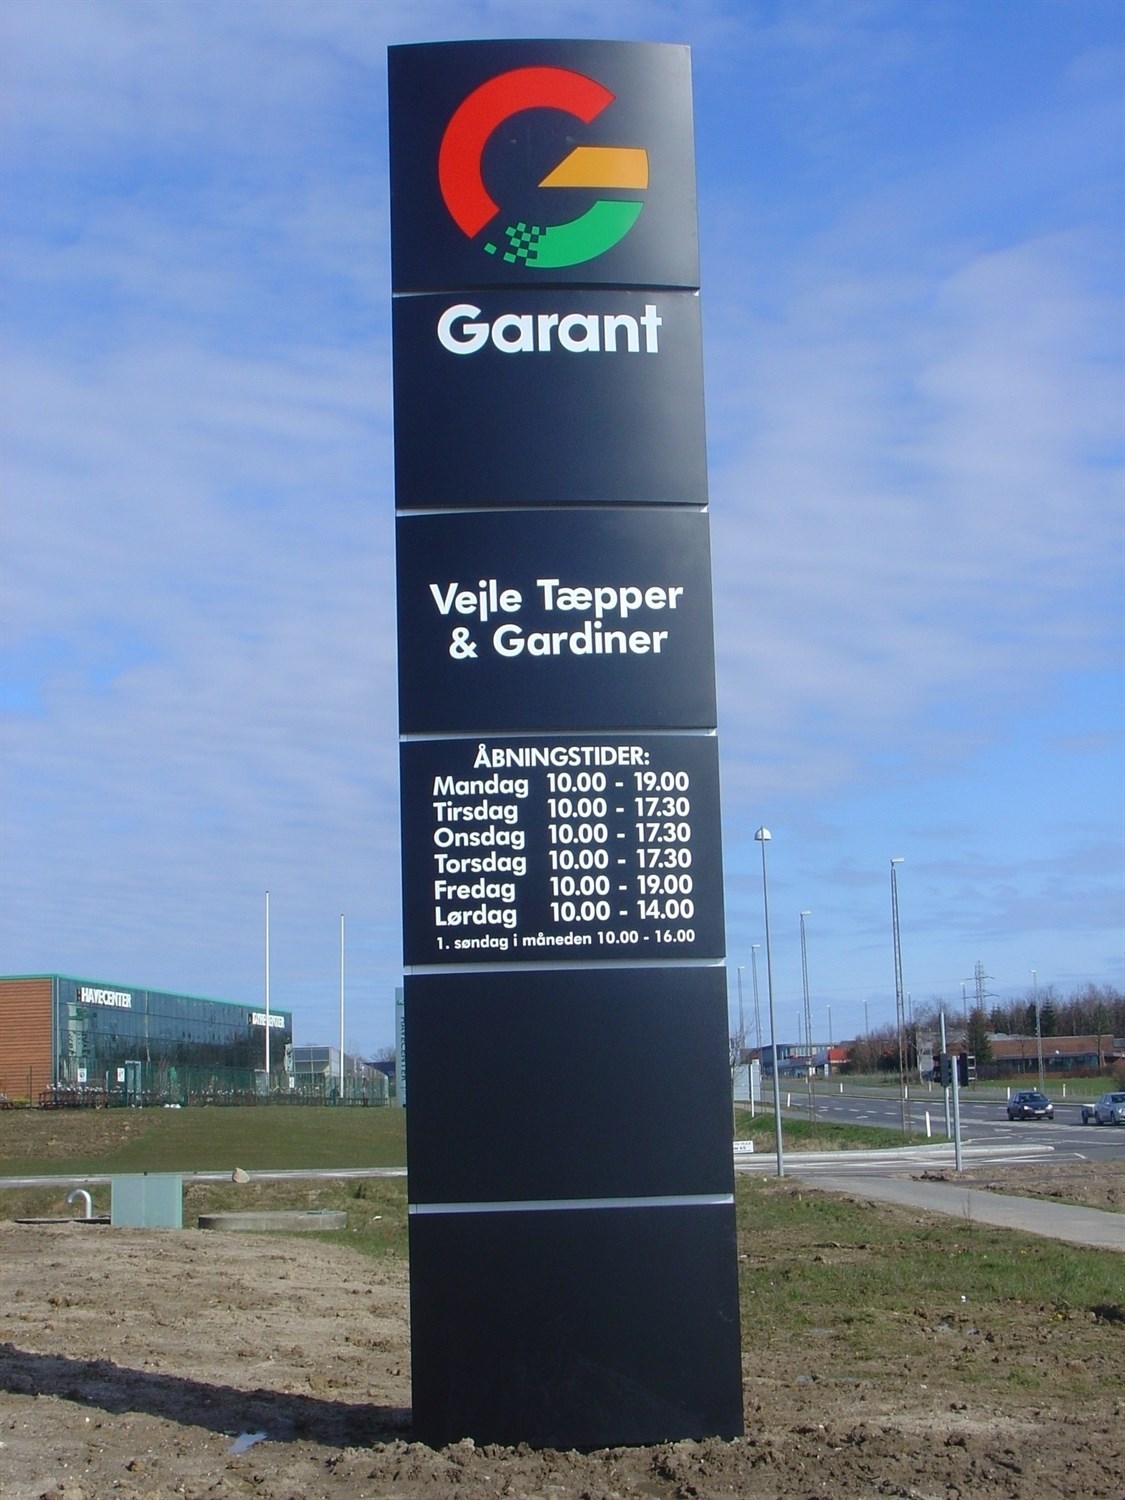 Garant
Vejle Tæpper
& Gardiner
ÅBNINGSTIDER:
Mandag 10.00 - 19.00
Tirsdag 10.00 - 17.30
Onsdag 10.00 - 17.30
Torsdag 10.00 - 17.30
Fredag 10.00 - 19.00
Lørdag 10.00 - 14.00
1. søndag i måneden 10.00 - 16.00
HAVECENTER